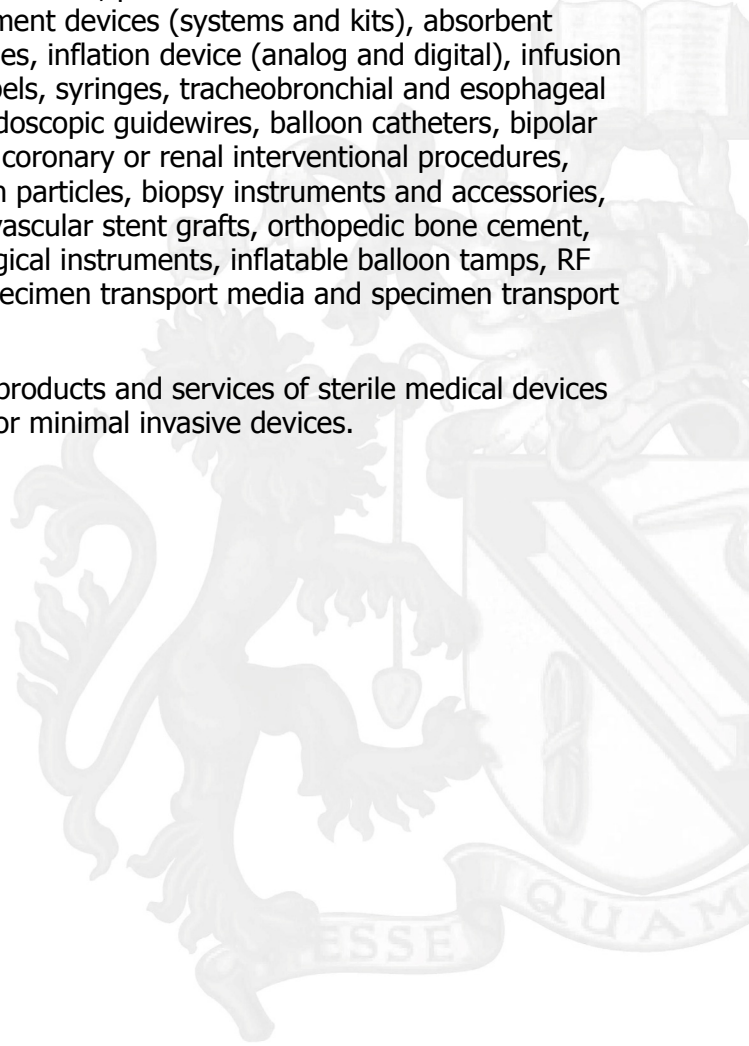 ment devices (systems and kits), absorbent
es, inflation device (analog and digital), infusion
pels, syringes, tracheobronchial and esophageal
doscopic guidewires, balloon catheters, bipolar
coronary or renal interventional procedures,
n particles, biopsy instruments and accessories,
vascular stent grafts, orthopedic bone cement,
gical instruments, inflatable balloon tamps, RF
pecimen transport media and specimen transport
products and services of sterile medical devices
or minimal invasive devices.
ESSE QUAM